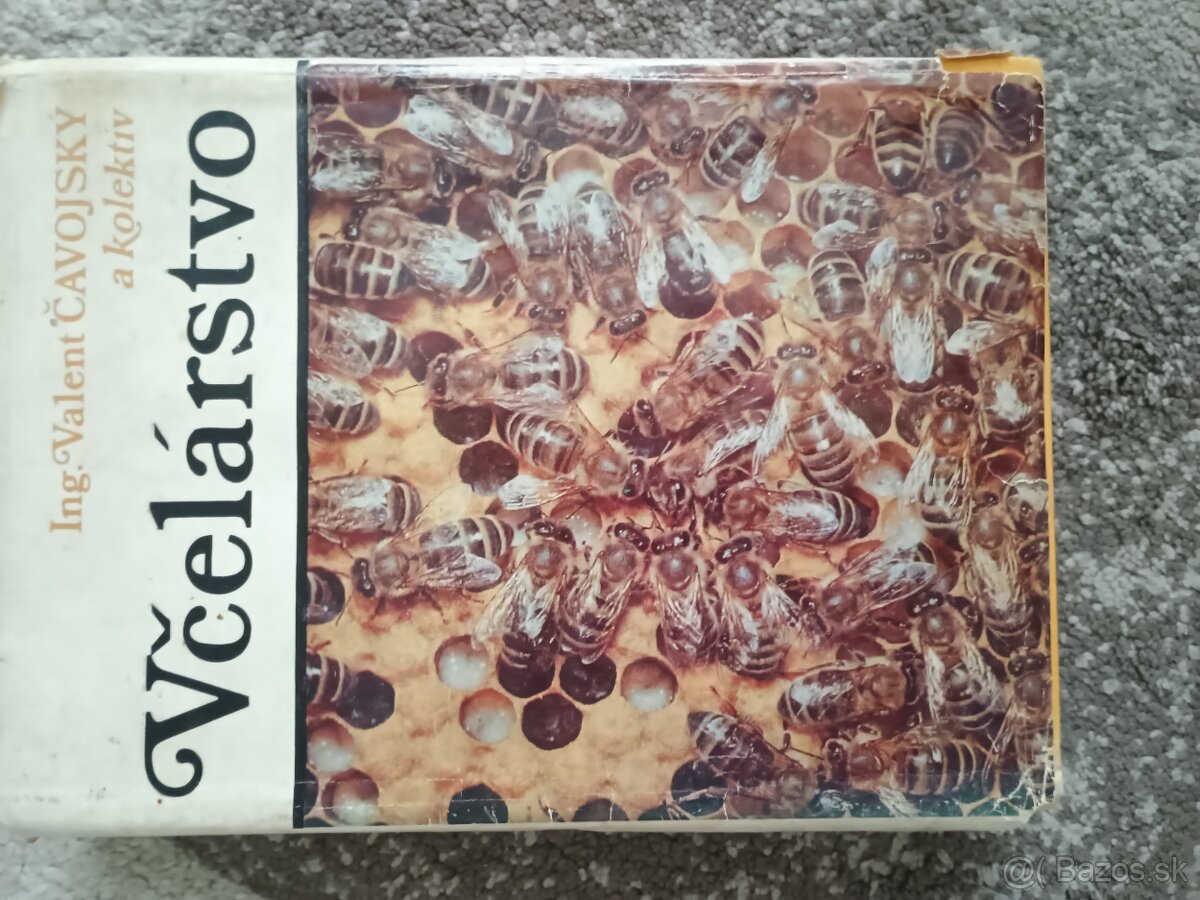 Ing. Valent ČAVOJSKÝ
a kolektív
Včelárstvo
@( Bazos.sk